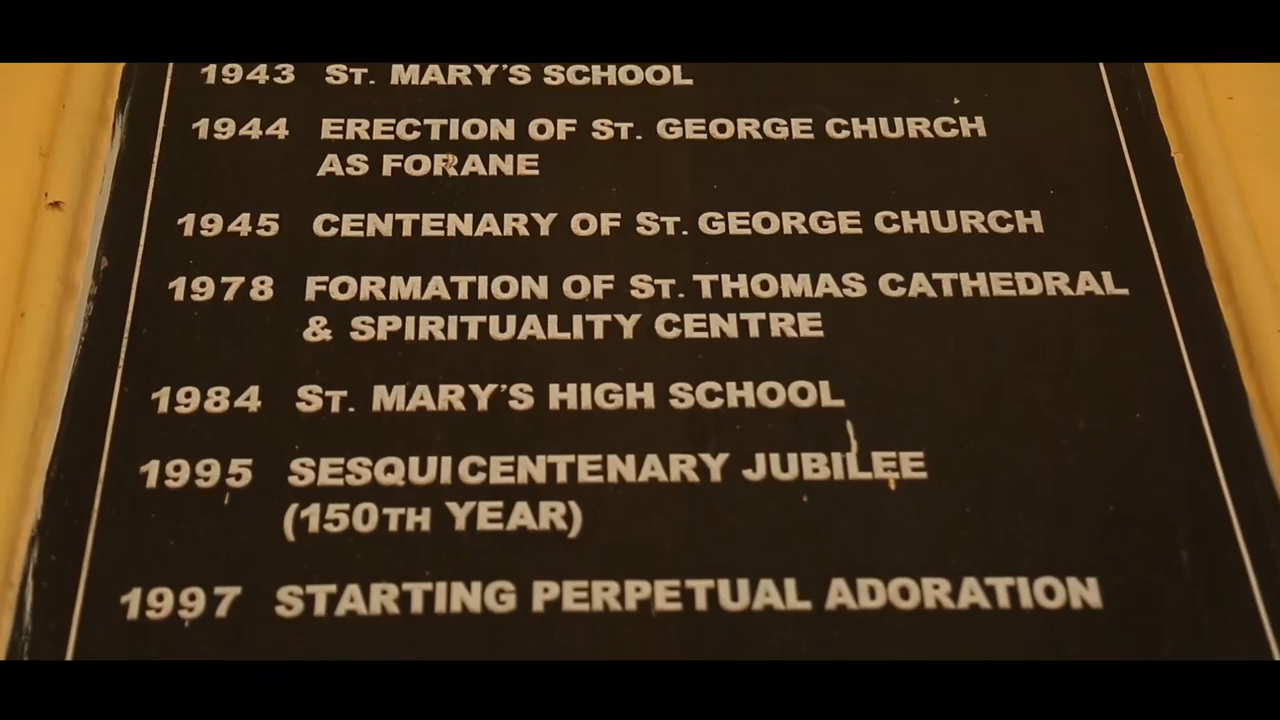 1943 ST. MARY'S SCHOOL
1944 ERECTION OF ST. GEORGE CHURCH
AS FORANE
1945 CENTENARY OF ST. GEORGE CHURCH
1978 FORMATION OF ST. THOMAS CATHEDRAL
& SPIRITUALITY CENTRE
1984 ST. MARY'S HIGH SCHOOL
1995 SESQUICENTENARY JUBILEE
(150TH YEAR)
1997 STARTING PERPETUAL ADORATION